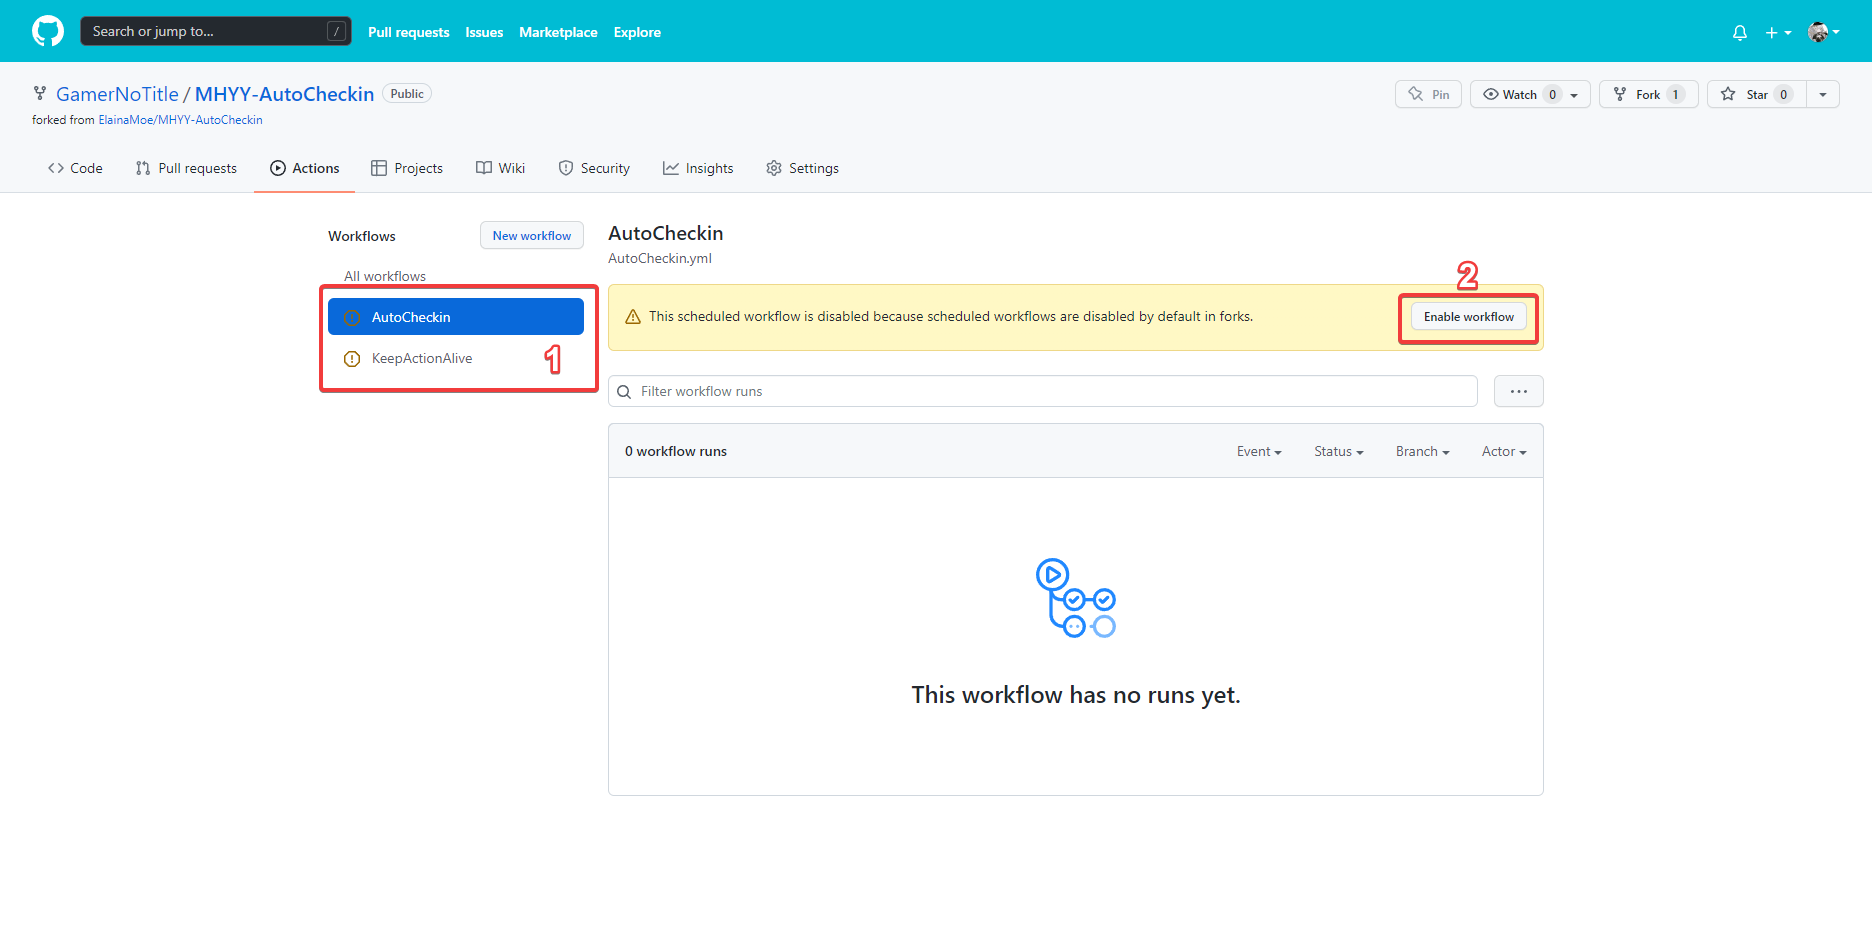 Search or jump to... /
Pull requests Issues Marketplace Explore
GamerNoTitle / MHYY-AutoCheckin Public
Pin Watch 0 Fork 1 Star 0
forked from ElainaMoe/MHYY-AutoCheckin
Code Pull requests Actions Projects Wiki Security Insights Settings
Workflows New workflow
All workflows
AutoCheckin
KeepActionAlive
1
AutoCheckin
AutoCheckin.yml
2
This scheduled workflow is disabled because scheduled workflows are disabled by default in forks. Enable workflow
Filter workflow runs
0 workflow runs Event Status Branch Actor
This workflow has no runs yet.